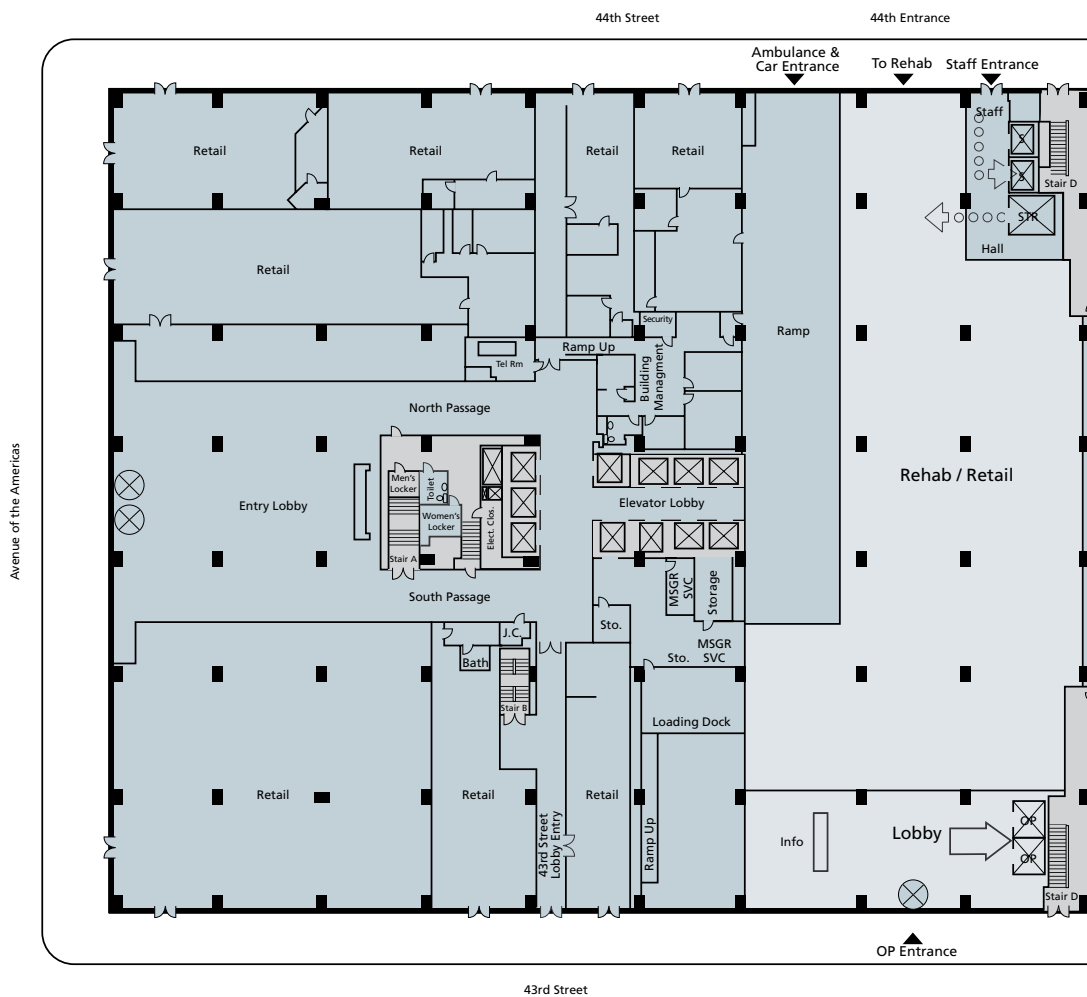 44th Street
44th Entrance
Ambulance &
Car Entrance
To Rehab
Staff Entrance
Staff
Retail
Retail
Retail
Retail
S
S
Stair D
STR
Hall
Retail
Security
Ramp Up
Tel Rm
Building
Managment
Ramp
North Passage
Avenue of the Americas
Entry Lobby
Men's
Locker
Toilet
Women's
Locker
Elect. Clos.
Stair A
Elevator Lobby
Rehab / Retail
South Passage
MSGR
SVC
Storage
Sto.
J.C.
Bath
Sto.
MSGR
SVC
Stair B
Loading Dock
Retail
Retail
Retail
43rd Street
Lobby Entry
Ramp Up
Info
Lobby
OP
OP
Stair D
OP Entrance
43rd Street